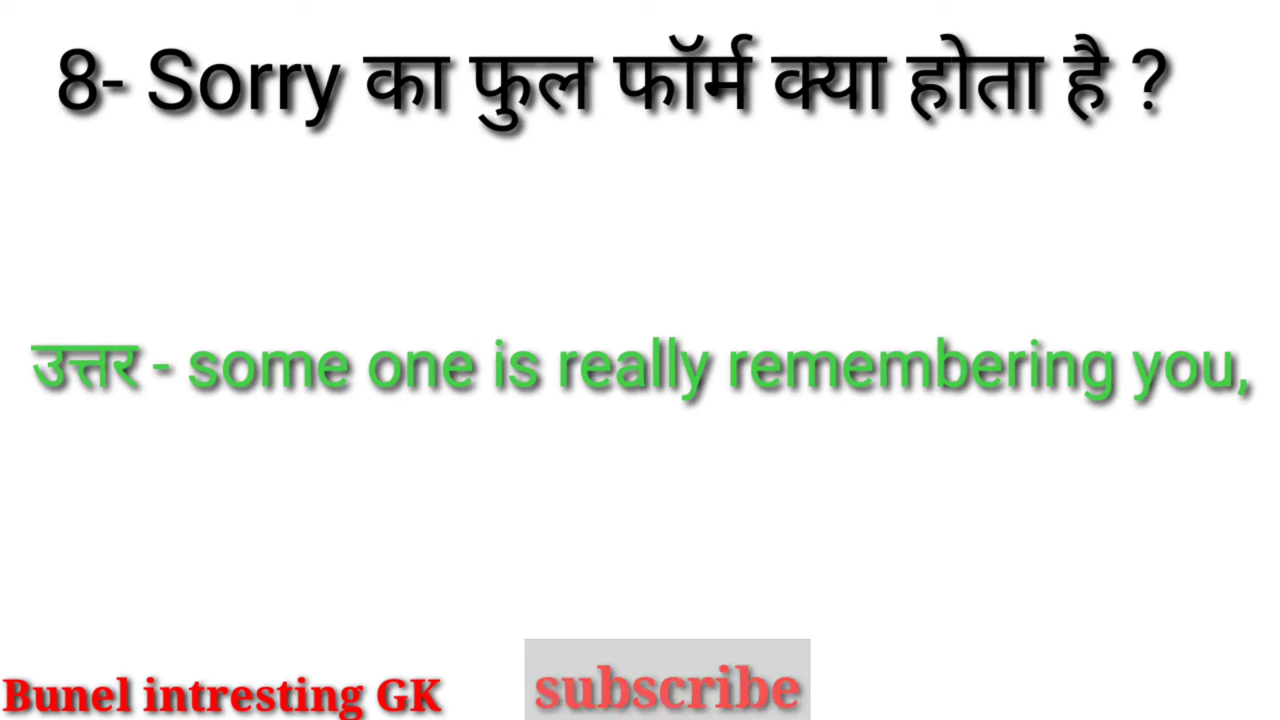 8- Sorry का फुल फॉर्म क्या होता है ?
उत्तर - some one is really remembering you,
Bunel intresting GK
subscribe